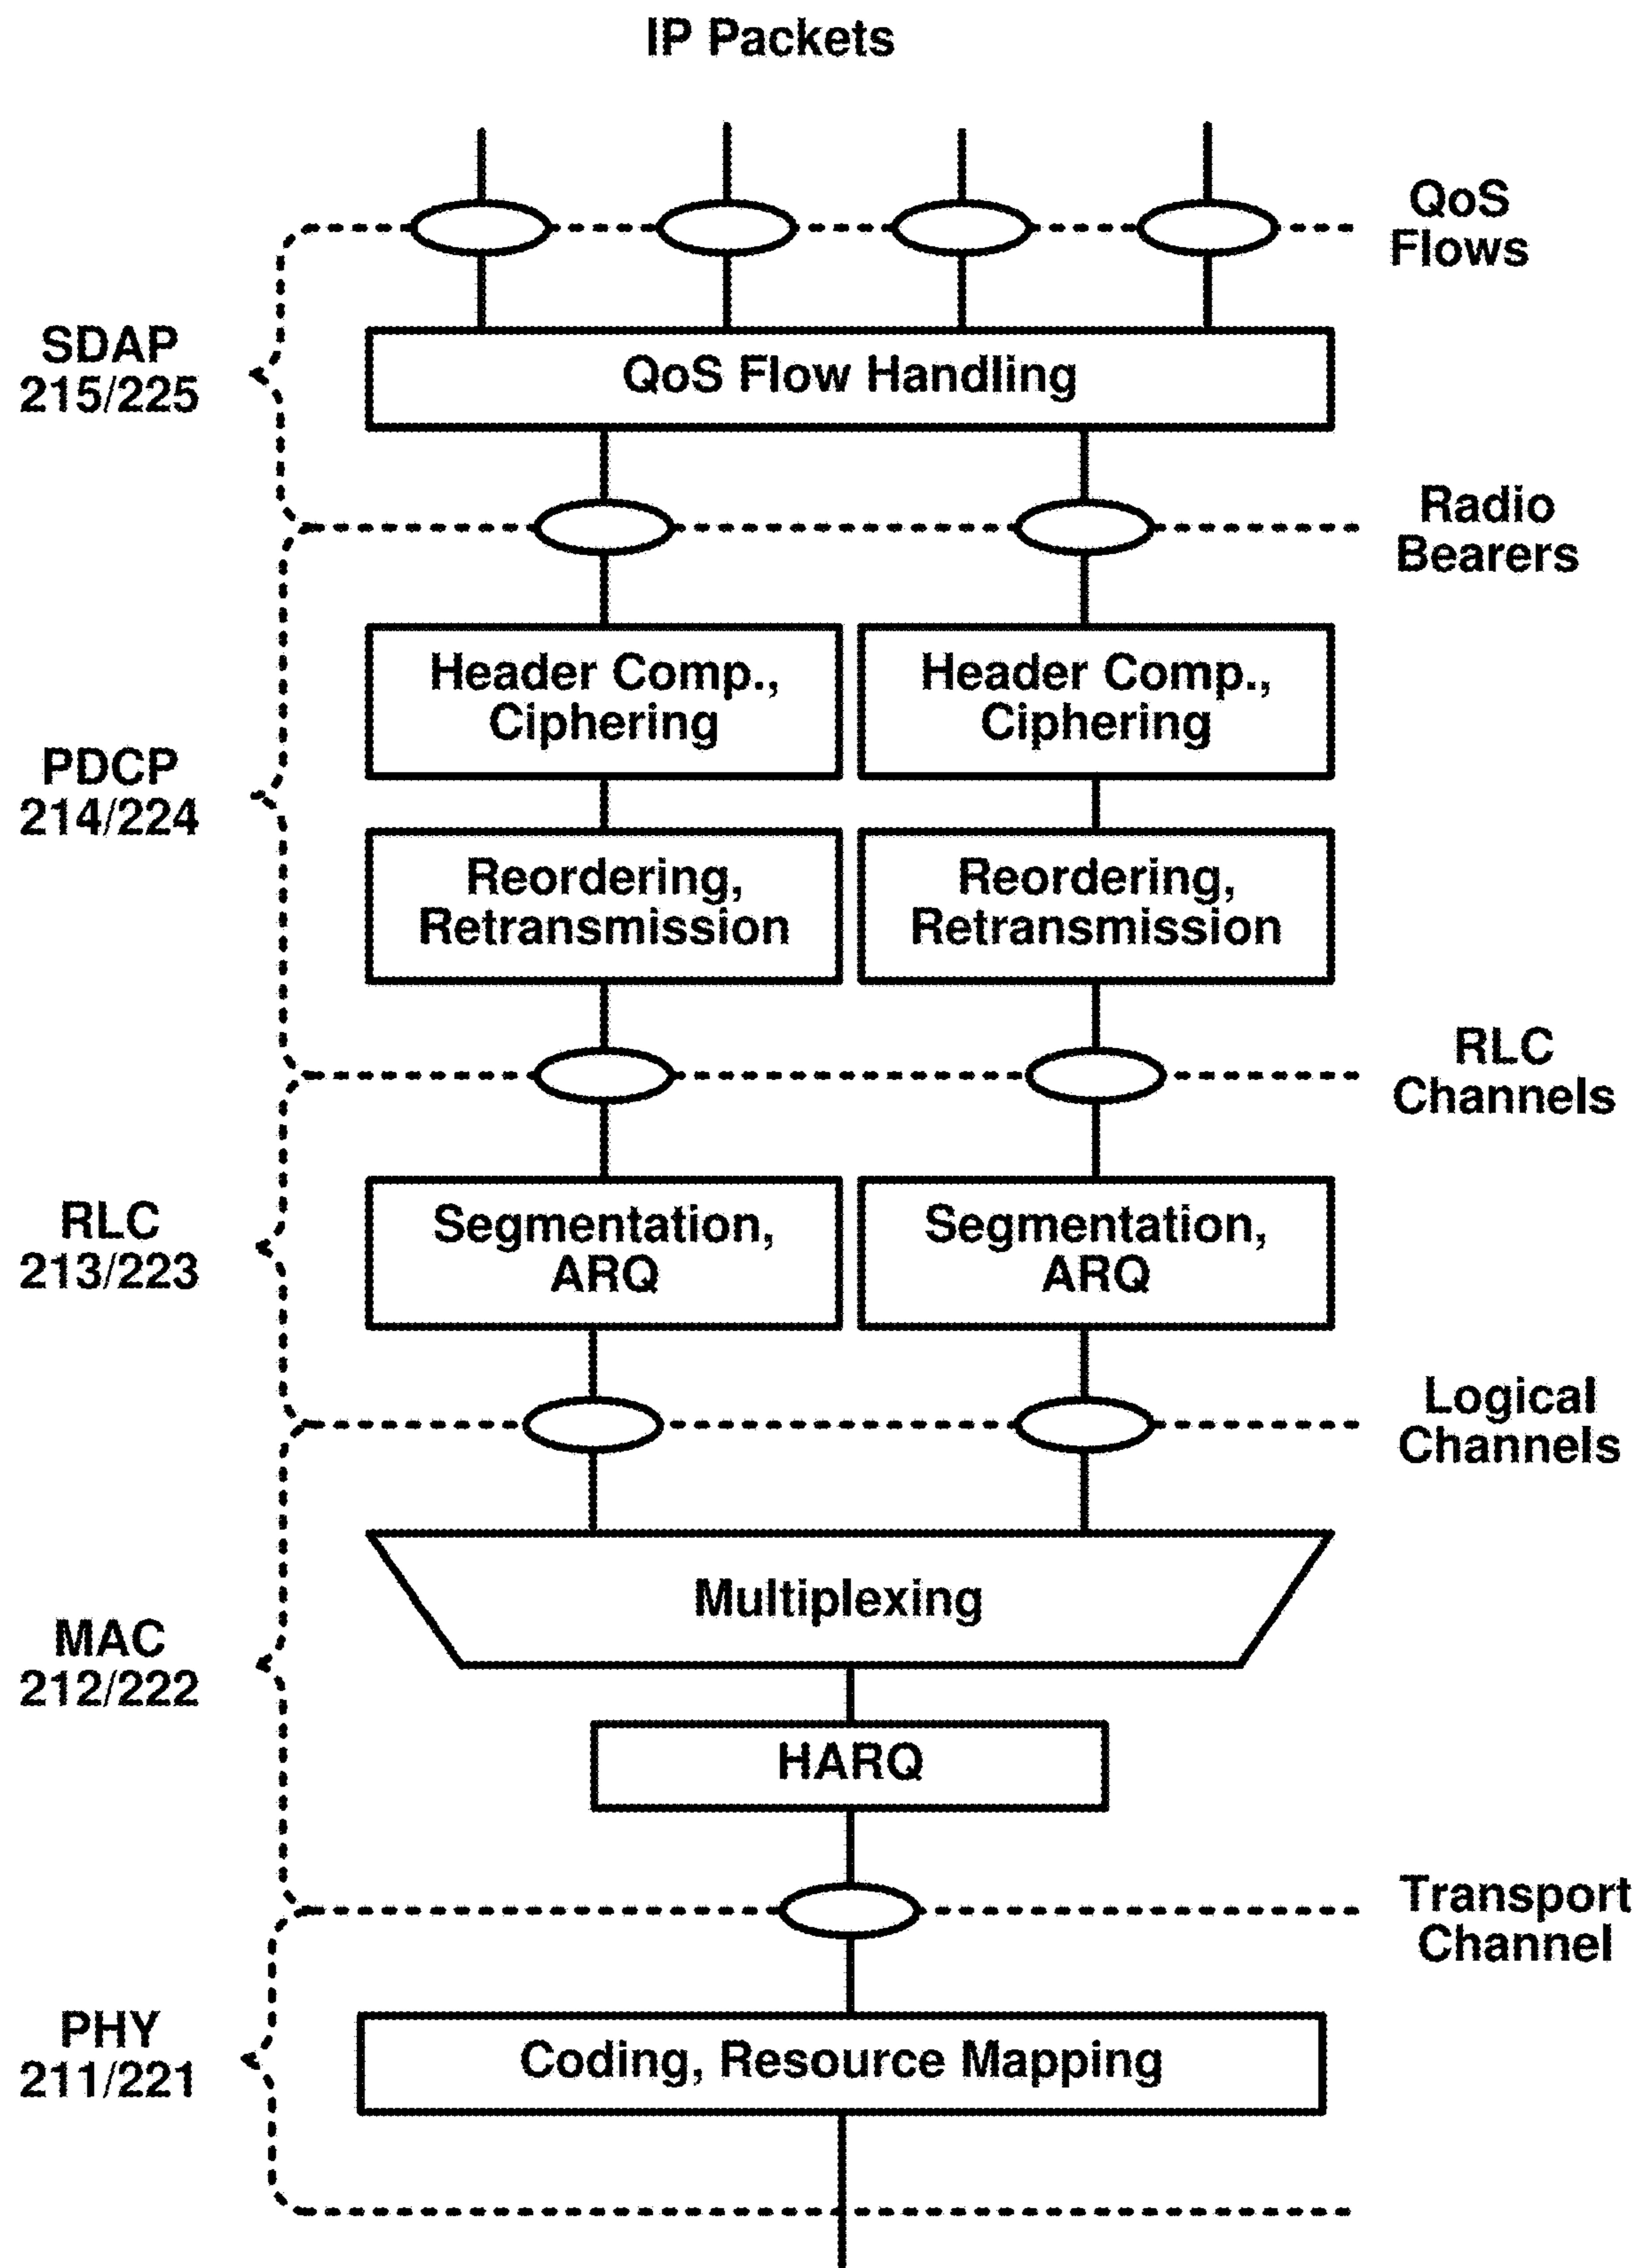 IP Packets
QoS
Flows
SDAP
215/225
QoS Flow Handling
Radio
Bearers
Header Comp.,
Ciphering
Header Comp.,
Ciphering
PDCP
214/224
Reordering,
Retransmission
Reordering,
Retransmission
RLC
Channels
RLC
213/223
Segmentation,
ARQ
Segmentation,
ARQ
Logical
Channels
Multiplexing
MAC
212/222
HARQ
Transport
Channel
PHY
211/221
Coding, Resource Mapping